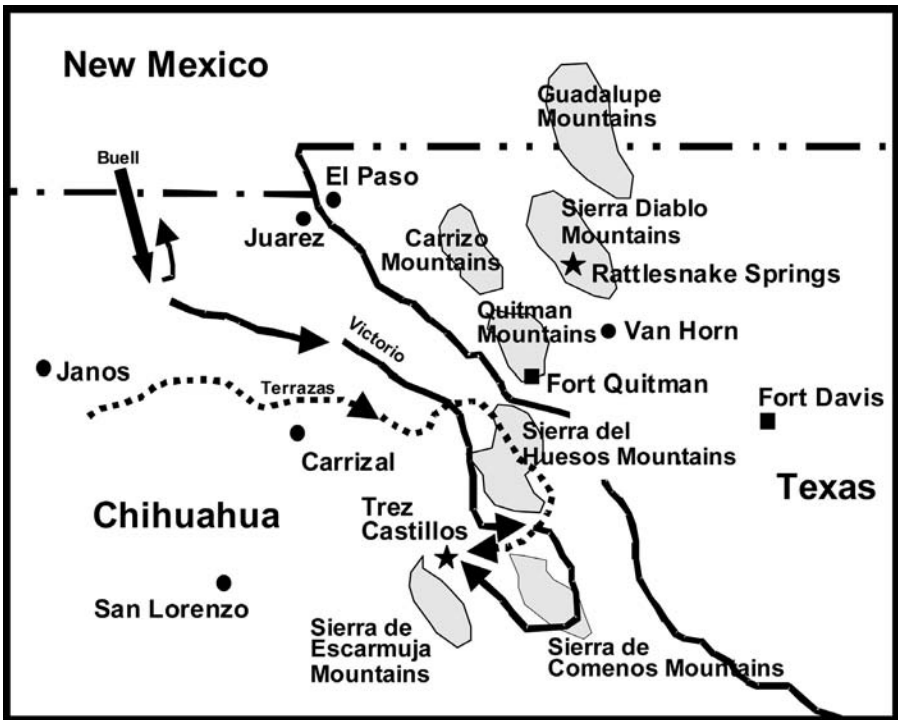 New Mexico
Guadalupe
Mountains
Buell
El Paso
Juarez
Carrizo
Mountains
Sierra Diablo
Mountains
Rattlesnake Springs
Quitman
Mountains
Van Horn
Victorio
Janos
Terrazas
Fort Quitman
Fort Davis
Carrizal
Sierra del
Huesos Mountains
Texas
Chihuahua
Trez
Castillos
San Lorenzo
Sierra de
Escarmuja
Mountains
Sierra de
Comenos Mountains